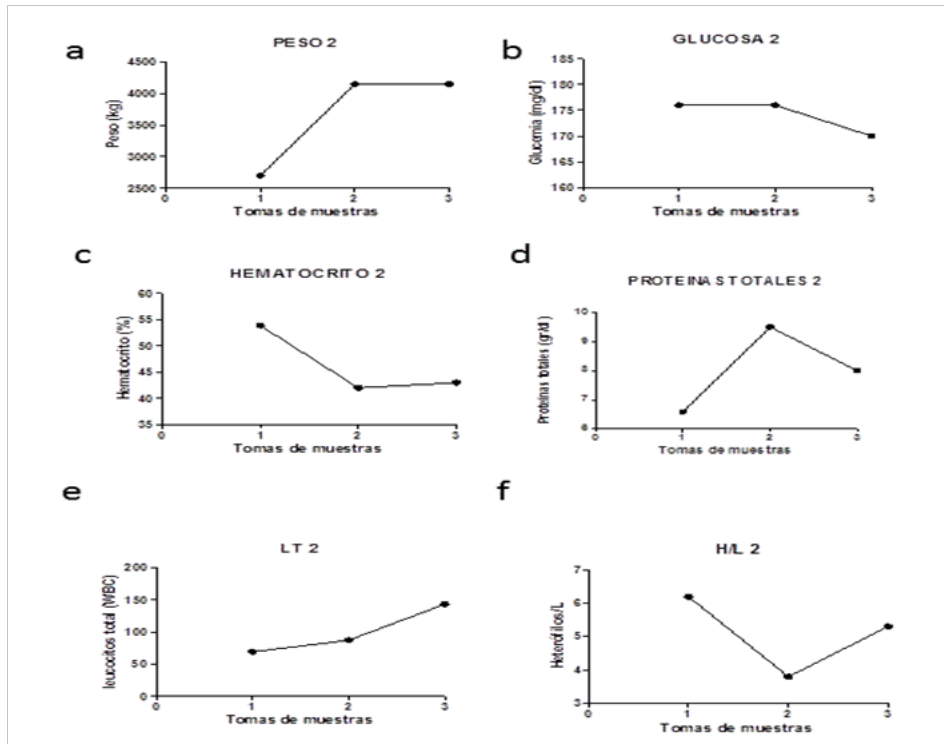 a
PESO 2
Peso (kg)
4500
4000
3500
3000
2500
0
1
2
3
Tomas de muestras
b
GLUCOSA 2
Glucemia (mg/dl)
185
180
175
170
165
160
0
1
2
3
Tomas de muestras
c
HEMATOCRITO 2
Hematocrito (%)
60
55
50
45
40
35
0
1
2
3
Tomas de muestras
d
PROTEINAS TOTALES 2
Proteinas totales (gr/dl)
10
9
8
7
6
0
1
2
3
Tomas de muestras
e
LT 2
leucocitos total (WBC)
200
150
100
50
0
0
1
2
3
Tomas de muestras
f
H/L 2
Heterófilos/L
7
6
5
4
3
0
1
2
3
Tomas de muestras